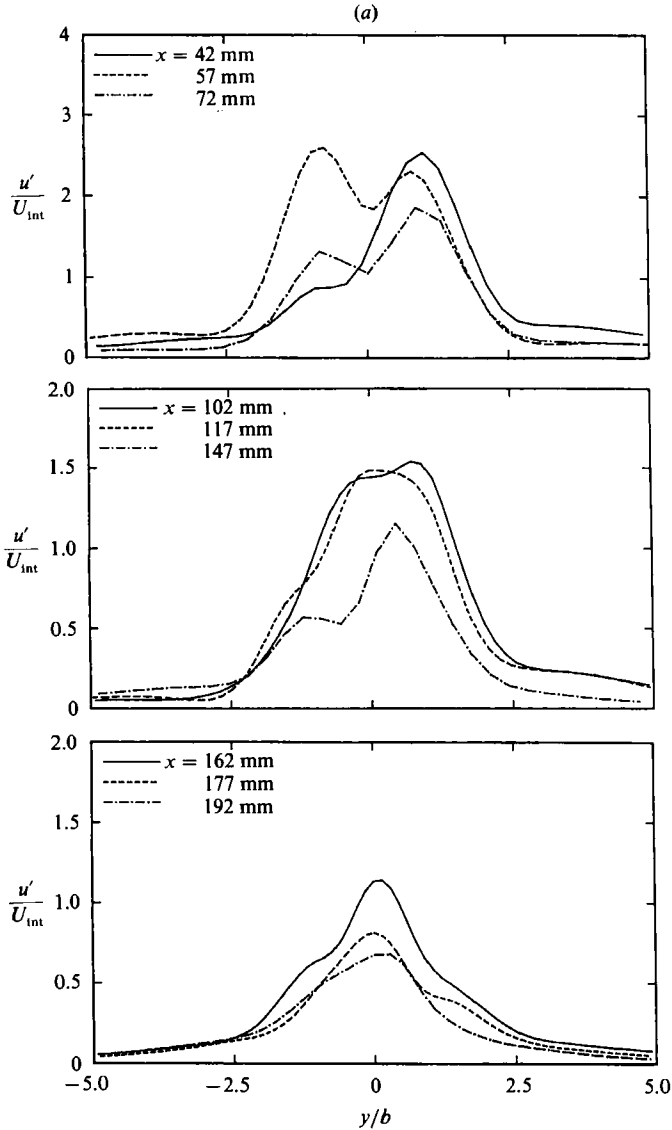 (a)
4
x = 42 mm
57 mm
72 mm
3
u′
U_int
2
1
0
2.0
x = 102 mm
117 mm
147 mm
1.5
u′
U_int
1.0
0.5
0
2.0
x = 162 mm
177 mm
192 mm
1.5
u′
U_int
1.0
0.5
0
−5.0 −2.5 0 2.5 5.0
y/b